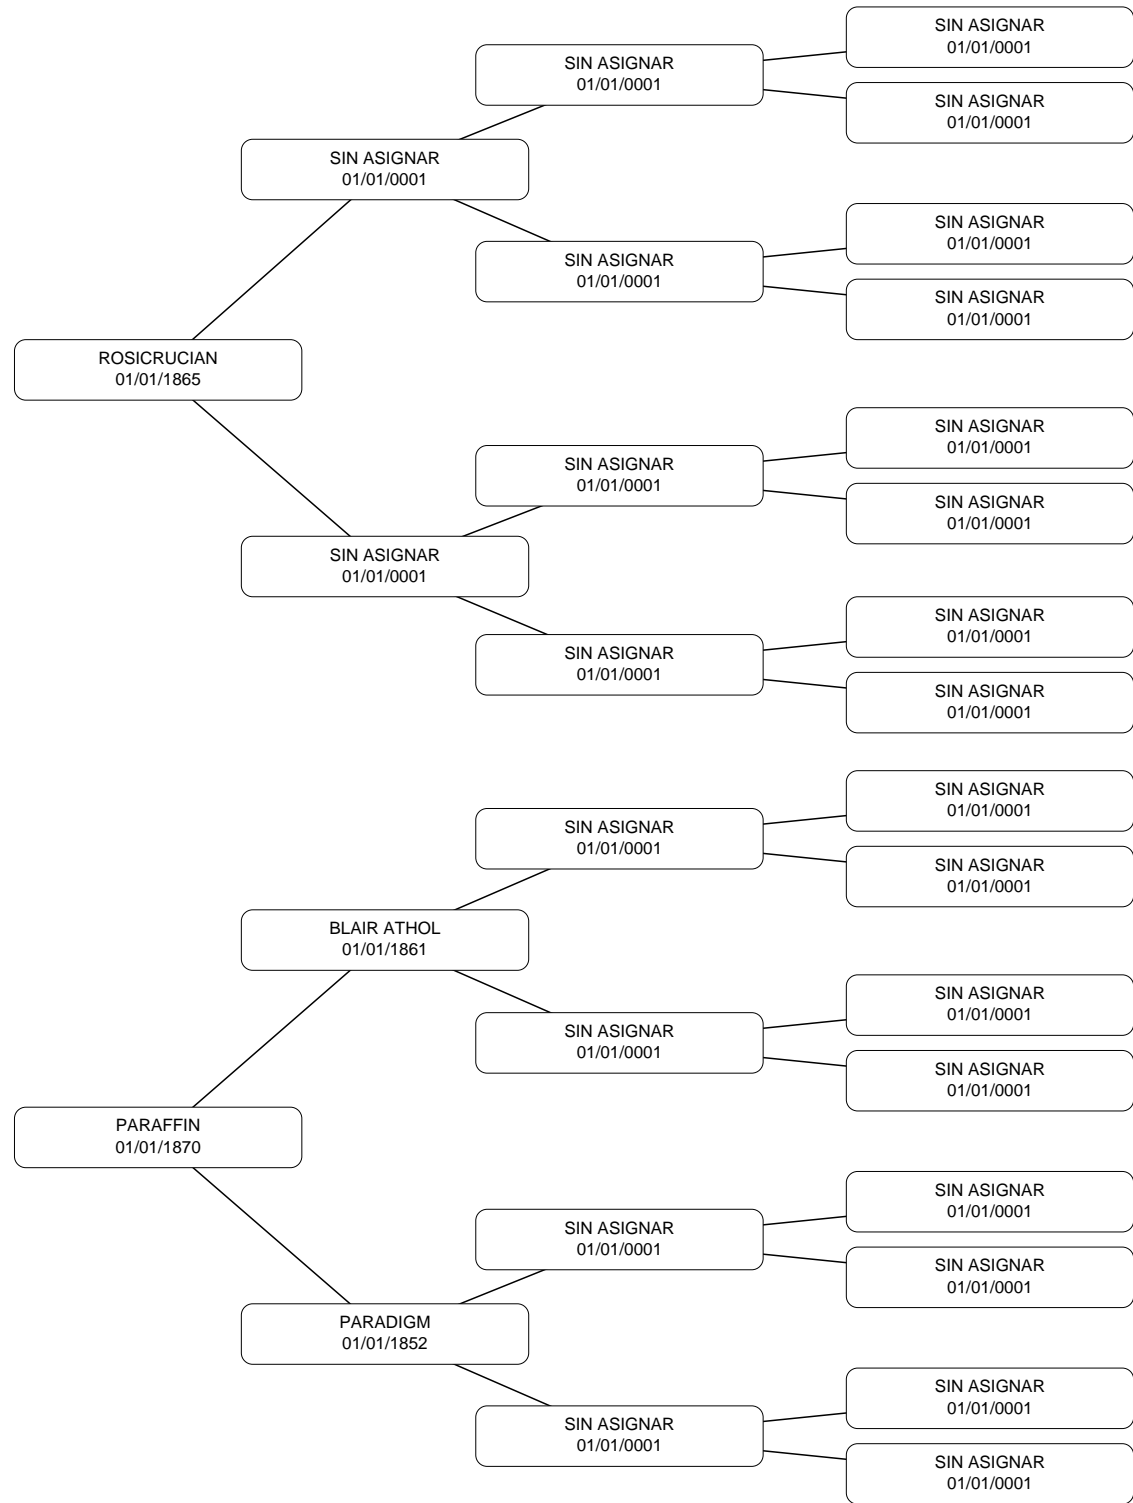 SIN ASIGNAR
01/01/0001
SIN ASIGNAR
01/01/0001
SIN ASIGNAR
01/01/0001
SIN ASIGNAR
01/01/0001
SIN ASIGNAR
01/01/0001
SIN ASIGNAR
01/01/0001
SIN ASIGNAR
01/01/0001
ROSICRUCIAN
01/01/1865
SIN ASIGNAR
01/01/0001
SIN ASIGNAR
01/01/0001
SIN ASIGNAR
01/01/0001
SIN ASIGNAR
01/01/0001
SIN ASIGNAR
01/01/0001
SIN ASIGNAR
01/01/0001
SIN ASIGNAR
01/01/0001
SIN ASIGNAR
01/01/0001
SIN ASIGNAR
01/01/0001
SIN ASIGNAR
01/01/0001
BLAIR ATHOL
01/01/1861
SIN ASIGNAR
01/01/0001
SIN ASIGNAR
01/01/0001
SIN ASIGNAR
01/01/0001
PARAFFIN
01/01/1870
SIN ASIGNAR
01/01/0001
SIN ASIGNAR
01/01/0001
SIN ASIGNAR
01/01/0001
PARADIGM
01/01/1852
SIN ASIGNAR
01/01/0001
SIN ASIGNAR
01/01/0001
SIN ASIGNAR
01/01/0001